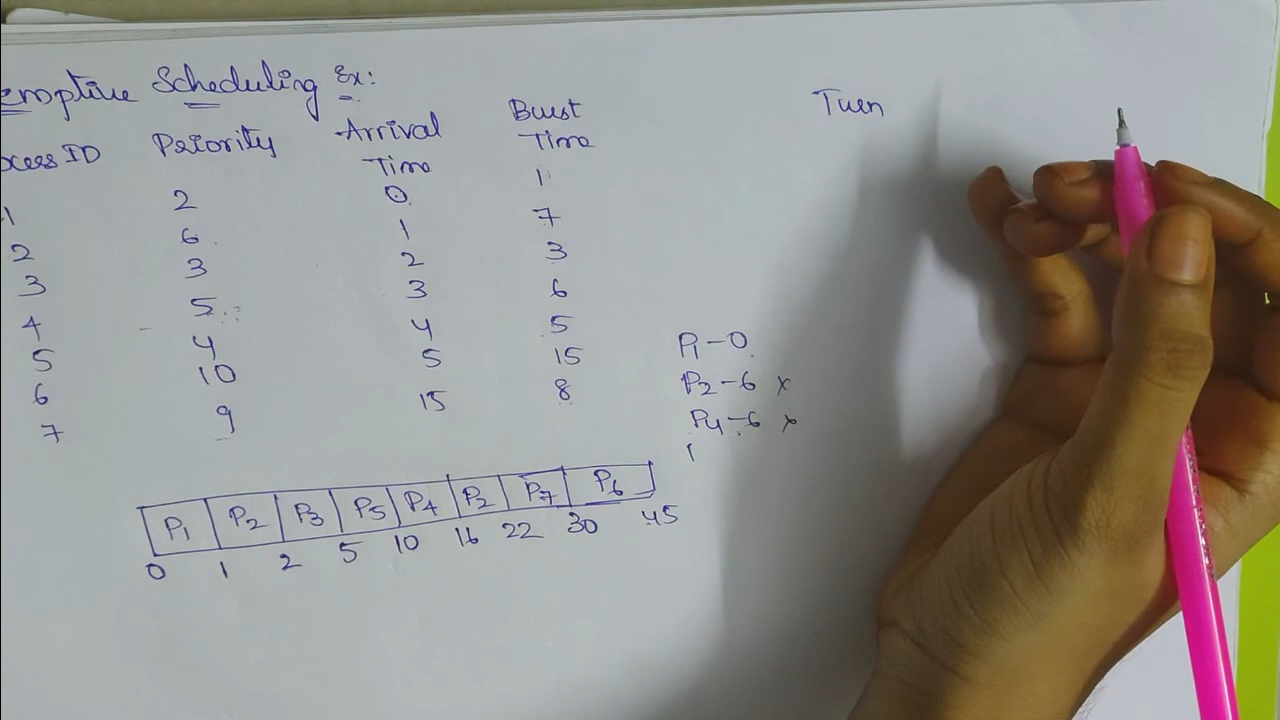 emptive Scheduling Ex:
ocess ID Priority Arrival Time Burst Time
1 2 0 1
2 6 1 7
3 3 2 3
4 5 3 6
5 4 4 5
6 10 5 15
7 9 15 8
Turn
P1-0
P2-6 x
P4-6 x
P1 P2 P3 P5 P4 P2 P7 P6
0 1 2 5 10 16 22 30 45